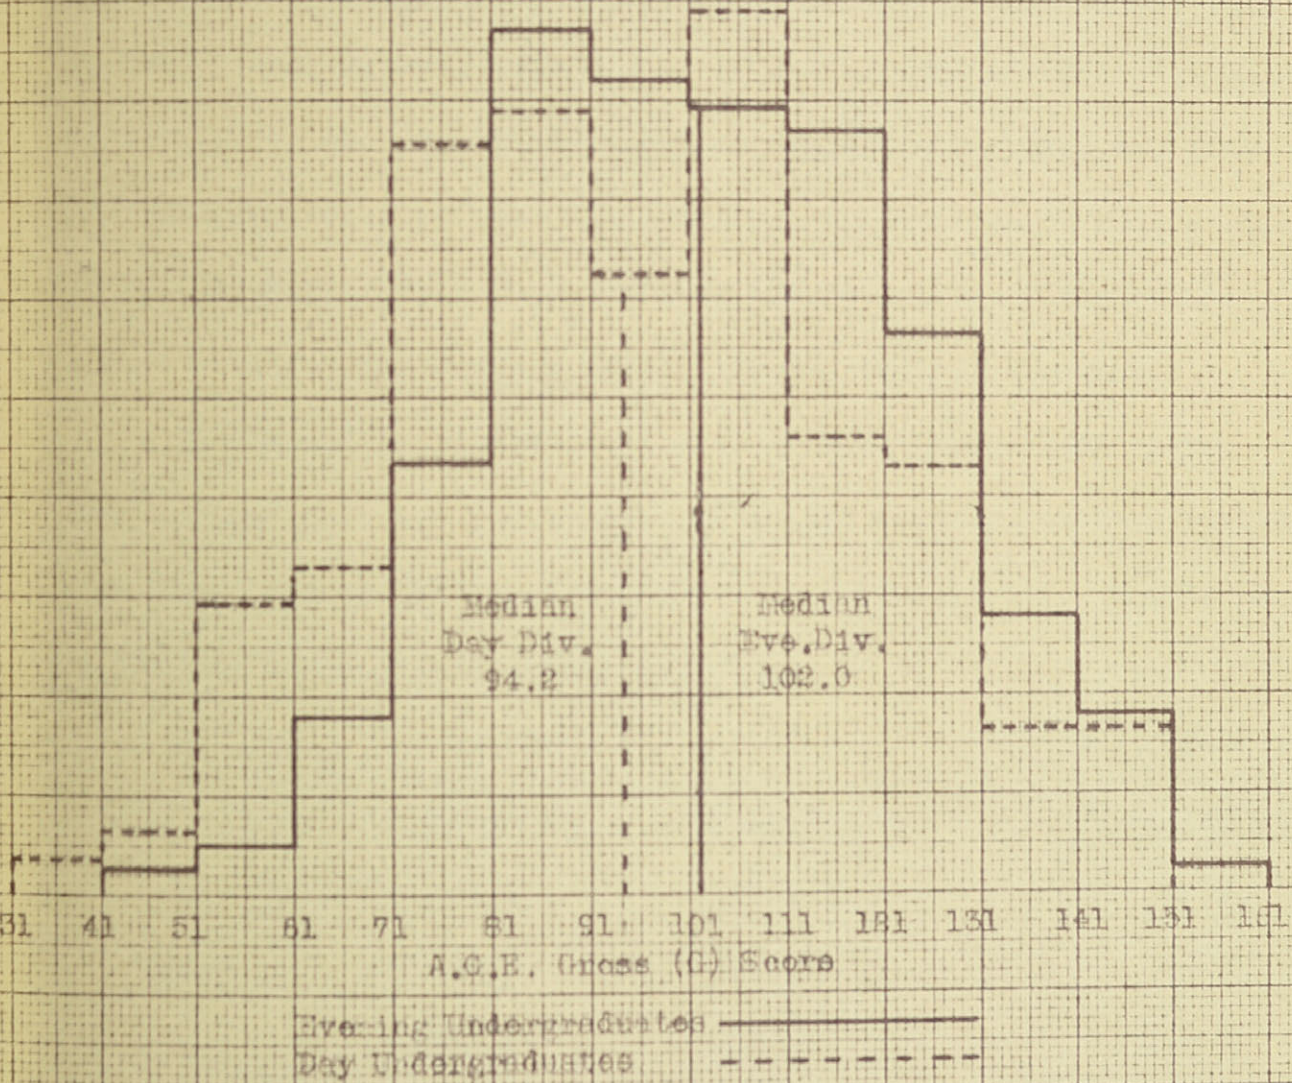 Median
Day Div.
94.2
Median
Eve.Div.
102.0
31 41 51 61 71 81 91 101 111 121 131 141 151 161
A.C.E. Gross (G) Score
Evening Undergraduates
Day Undergraduates